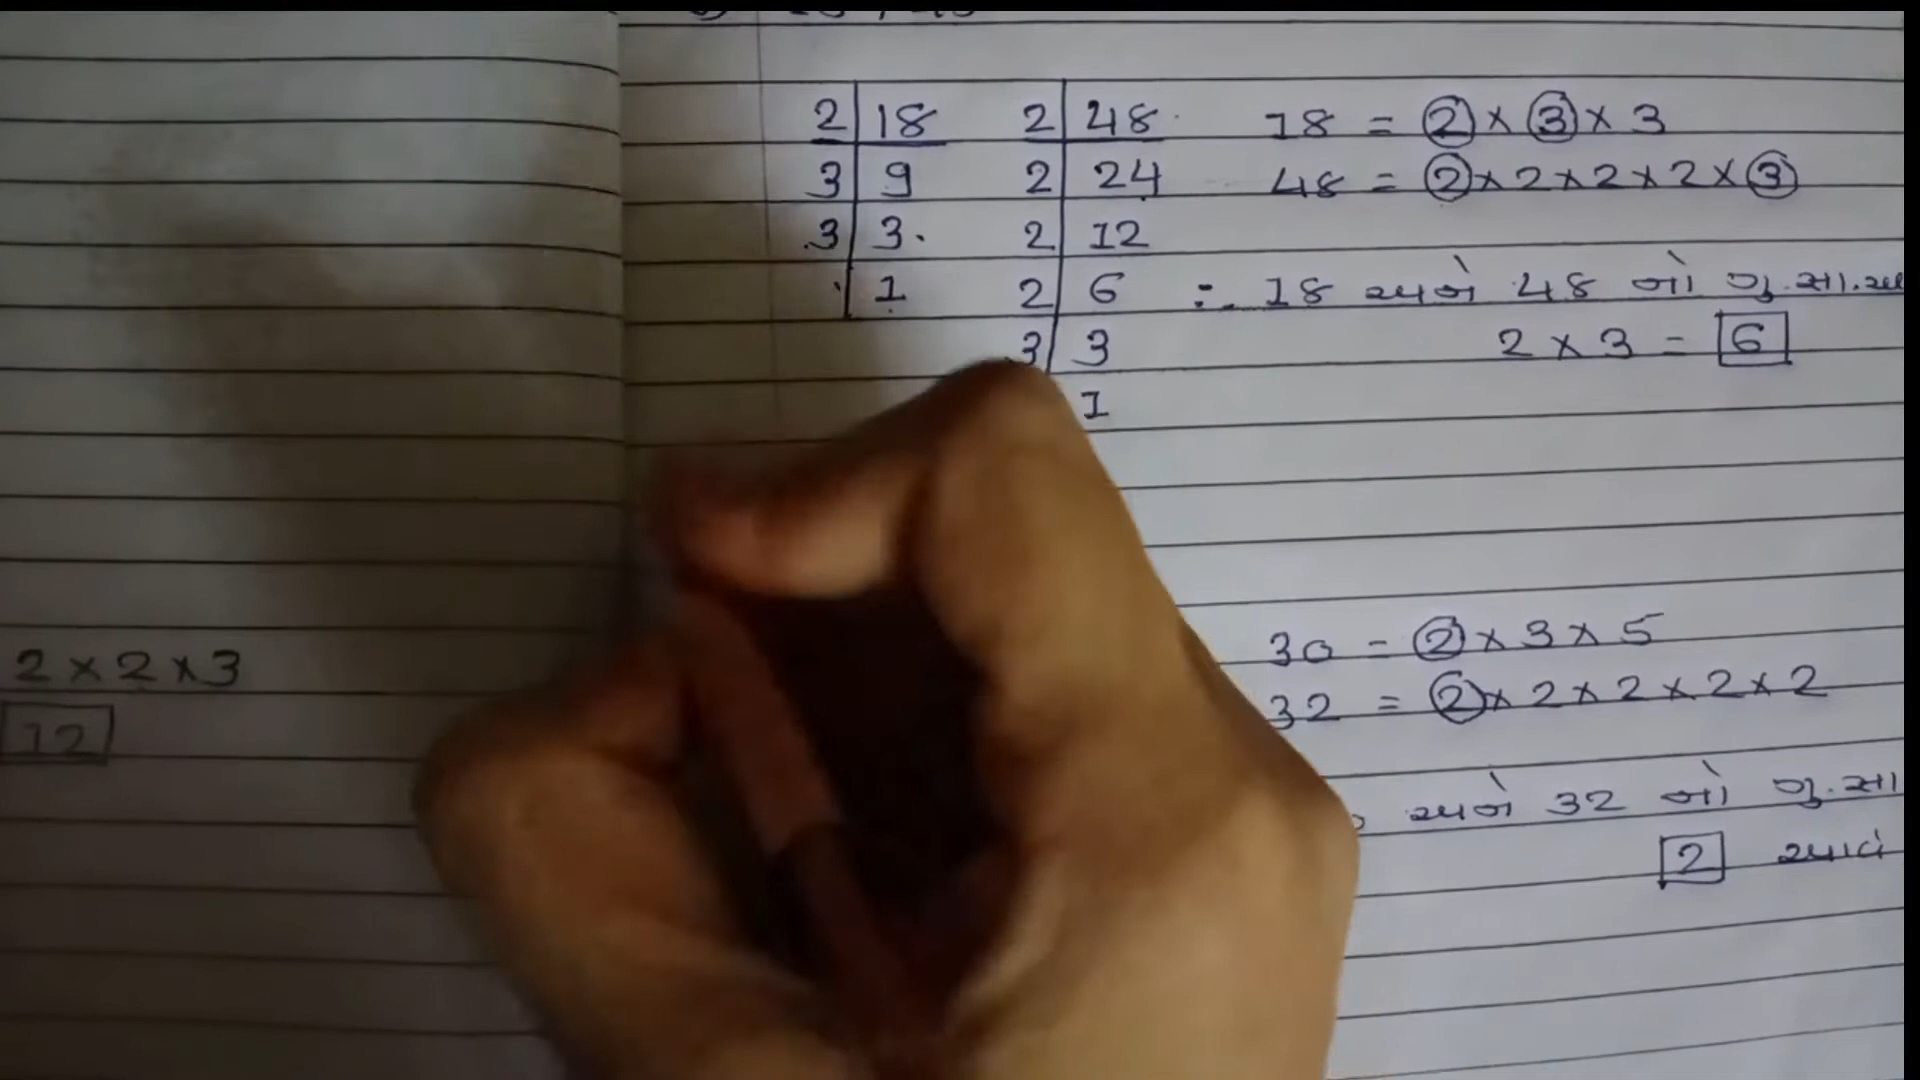 2 × 2 × 3
12
2 | 18
3 | 9
3 | 3
1
2 | 48
2 | 24
2 | 12
2 | 6
3 | 3
1
18 = 2 × 3 × 3
48 = 2 × 2 × 2 × 2 × 3
∴ 18 અને 48 નો ગુ.સા.અ
2 × 3 = 6
30 = 2 × 3 × 5
32 = 2 × 2 × 2 × 2 × 2
અને 32 નો ગુ.સા
2